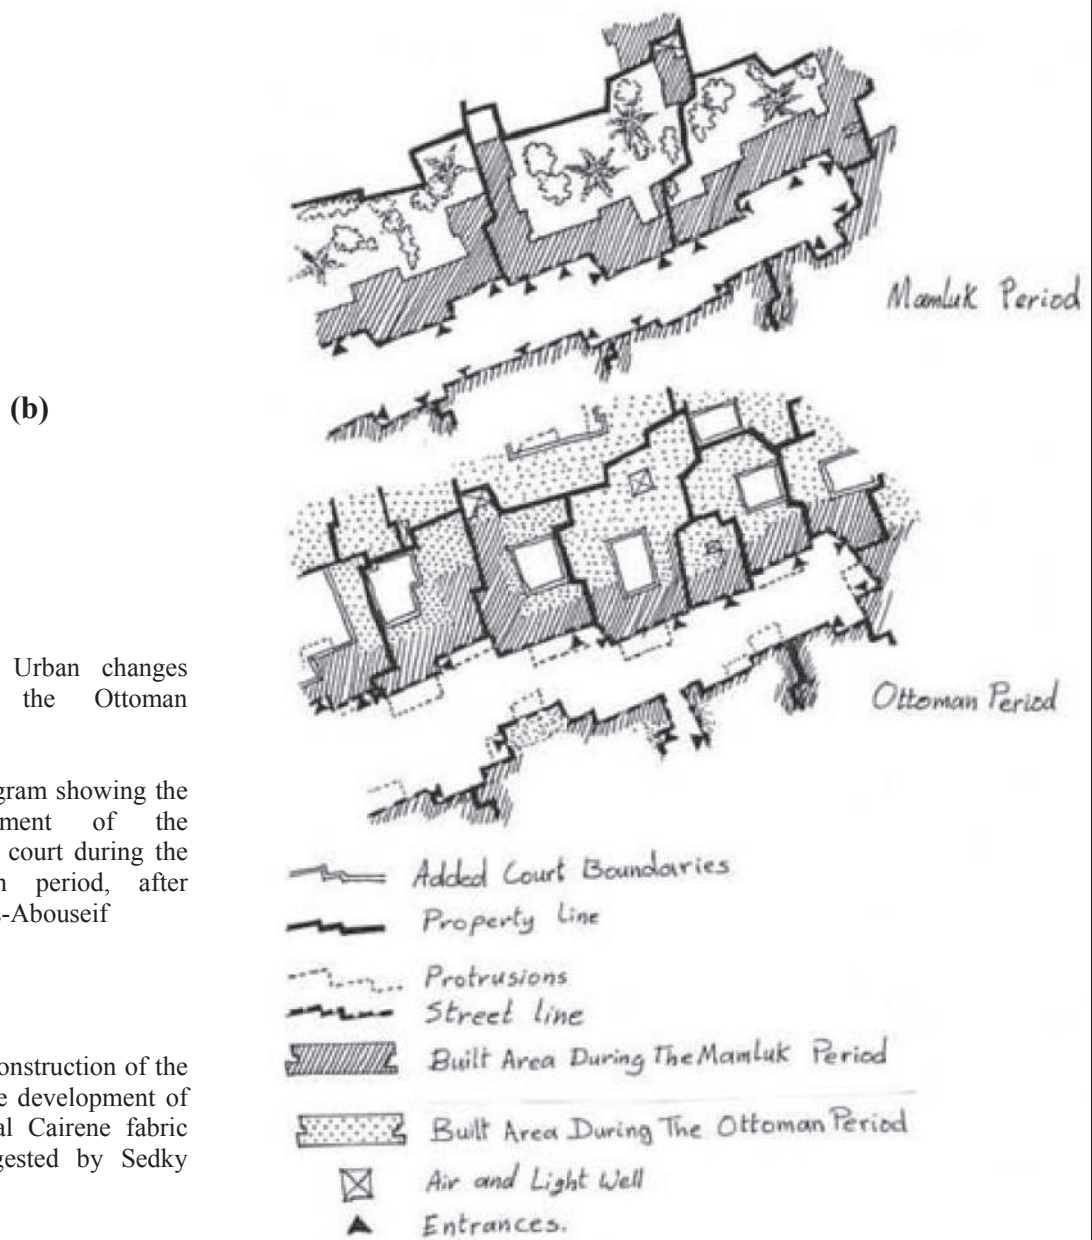 Mamluk Period
(b)
Urban changes
the Ottoman
Ottoman Period
gram showing the
ment of the
court during the
period, after
-Abouseif
Added Court Boundaries
Property line
Protrusions
Street line
construction of the
Built Area During The Mamluk Period
e development of
al Cairene fabric
gested by Sedky
Built Area During The Ottoman Period
Air and Light Well
Entrances.